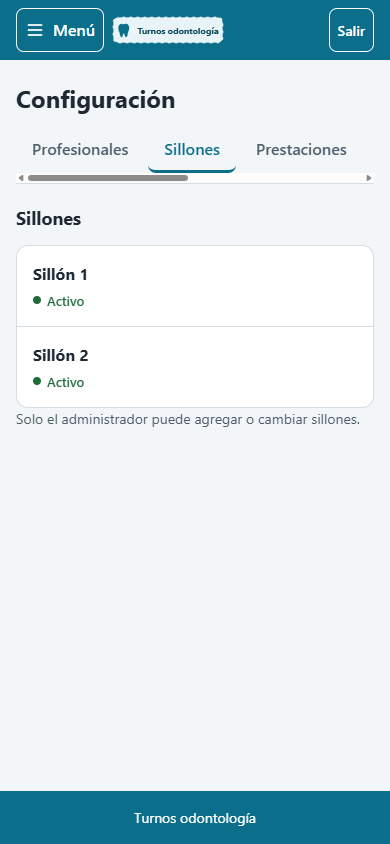 Menú
Turnos odontología
Salir
Configuración
Profesionales
Sillones
Prestaciones
Sillones
Sillón 1
Activo
Sillón 2
Activo
Solo el administrador puede agregar o cambiar sillones.
Turnos odontología